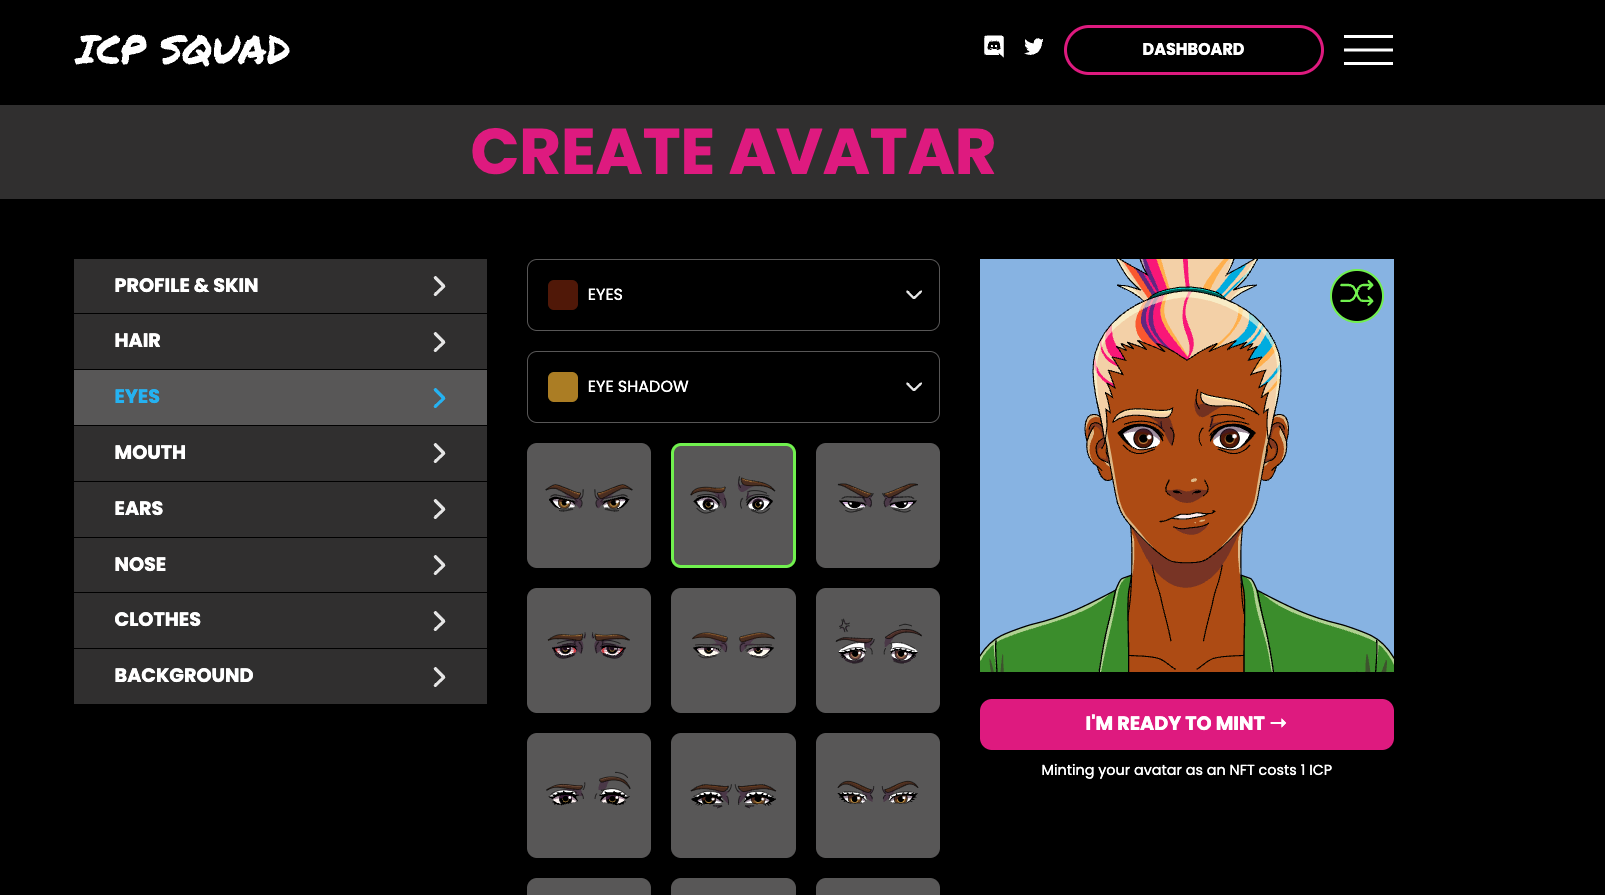 ICP SQUAD
DASHBOARD
CREATE AVATAR
PROFILE & SKIN
HAIR
EYES
MOUTH
EARS
NOSE
CLOTHES
BACKGROUND
EYES
EYE SHADOW
I'M READY TO MINT →
Minting your avatar as an NFT costs 1 ICP